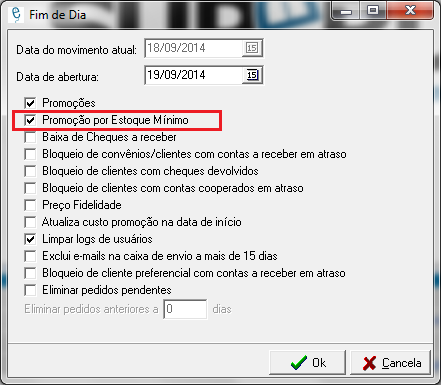 Fim de Dia
Data do movimento atual: 18/09/2014 15
Data de abertura: 19/09/2014 15
Promoções
Promoção por Estoque Mínimo
Baixa de Cheques a receber
Bloqueio de convênios/clientes com contas a receber em atraso
Bloqueio de clientes com cheques devolvidos
Bloqueio de clientes com contas cooperados em atraso
Preço Fidelidade
Atualiza custo promoção na data de início
Limpar logs de usuários
Exclui e-mails na caixa de envio a mais de 15 dias
Bloqueio de cliente preferencial com contas a receber em atraso
Eliminar pedidos pendentes
Eliminar pedidos anteriores a 0 dias
Ok Cancela